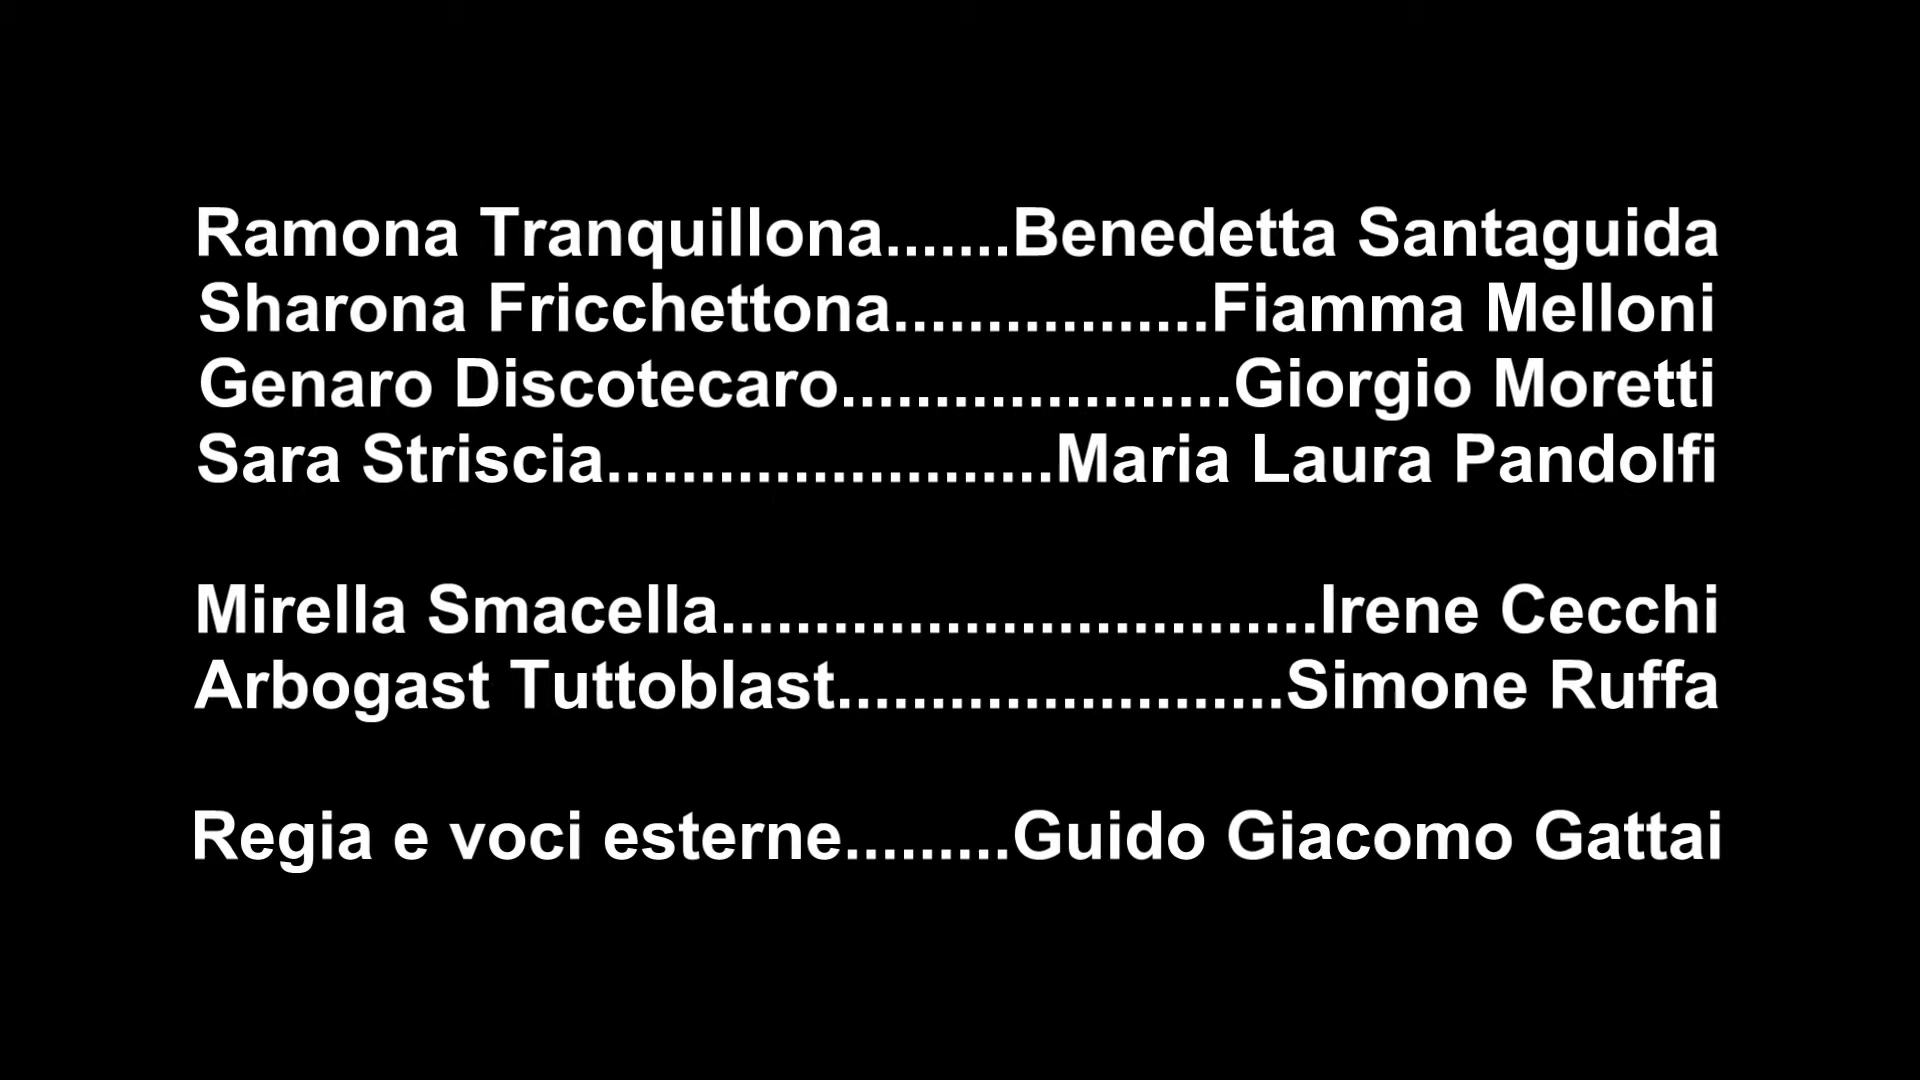 Ramona Tranquillona.......Benedetta Santaguida
Sharona Fricchettona.................Fiamma Melloni
Genaro Discotecaro.....................Giorgio Moretti
Sara Striscia........................Maria Laura Pandolfi
Mirella Smacella................................Irene Cecchi
Arbogast Tuttoblast........................Simone Ruffa
Regia e voci esterne.........Guido Giacomo Gattai